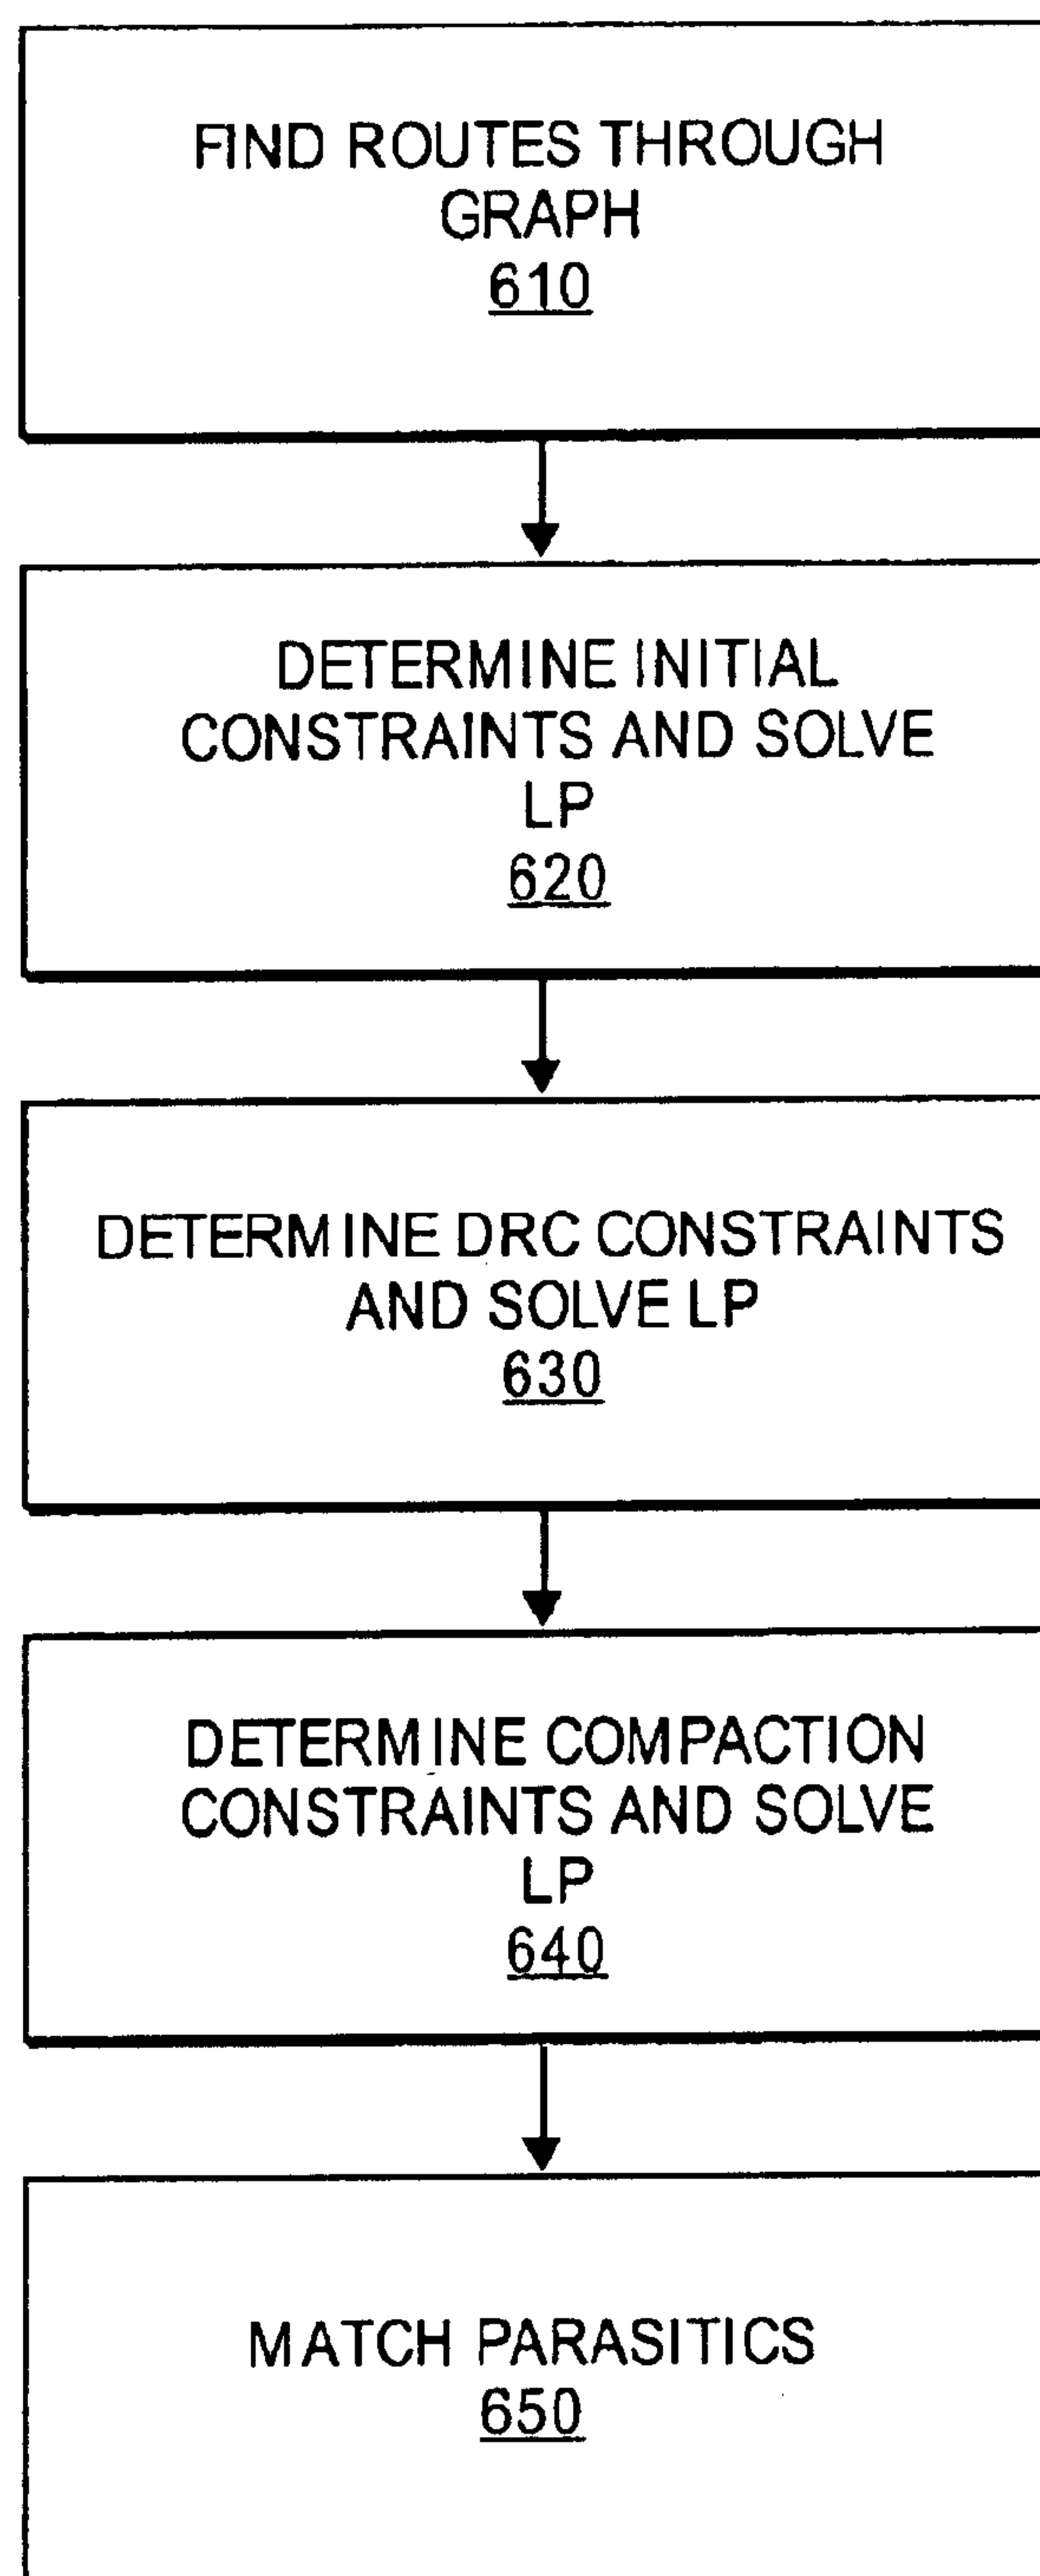 FIND ROUTES THROUGH
GRAPH
610
DETERMINE INITIAL
CONSTRAINTS AND SOLVE
LP
620
DETERMINE DRC CONSTRAINTS
AND SOLVE LP
630
DETERMINE COMPACTION
CONSTRAINTS AND SOLVE
LP
640
MATCH PARASITICS
650